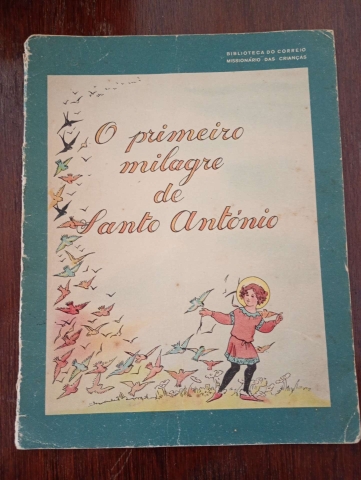 BIBLIOTECA DO CORREIO
MISSIONÁRIO DAS CRIANÇAS
O primeiro
milagre
de
Santo António